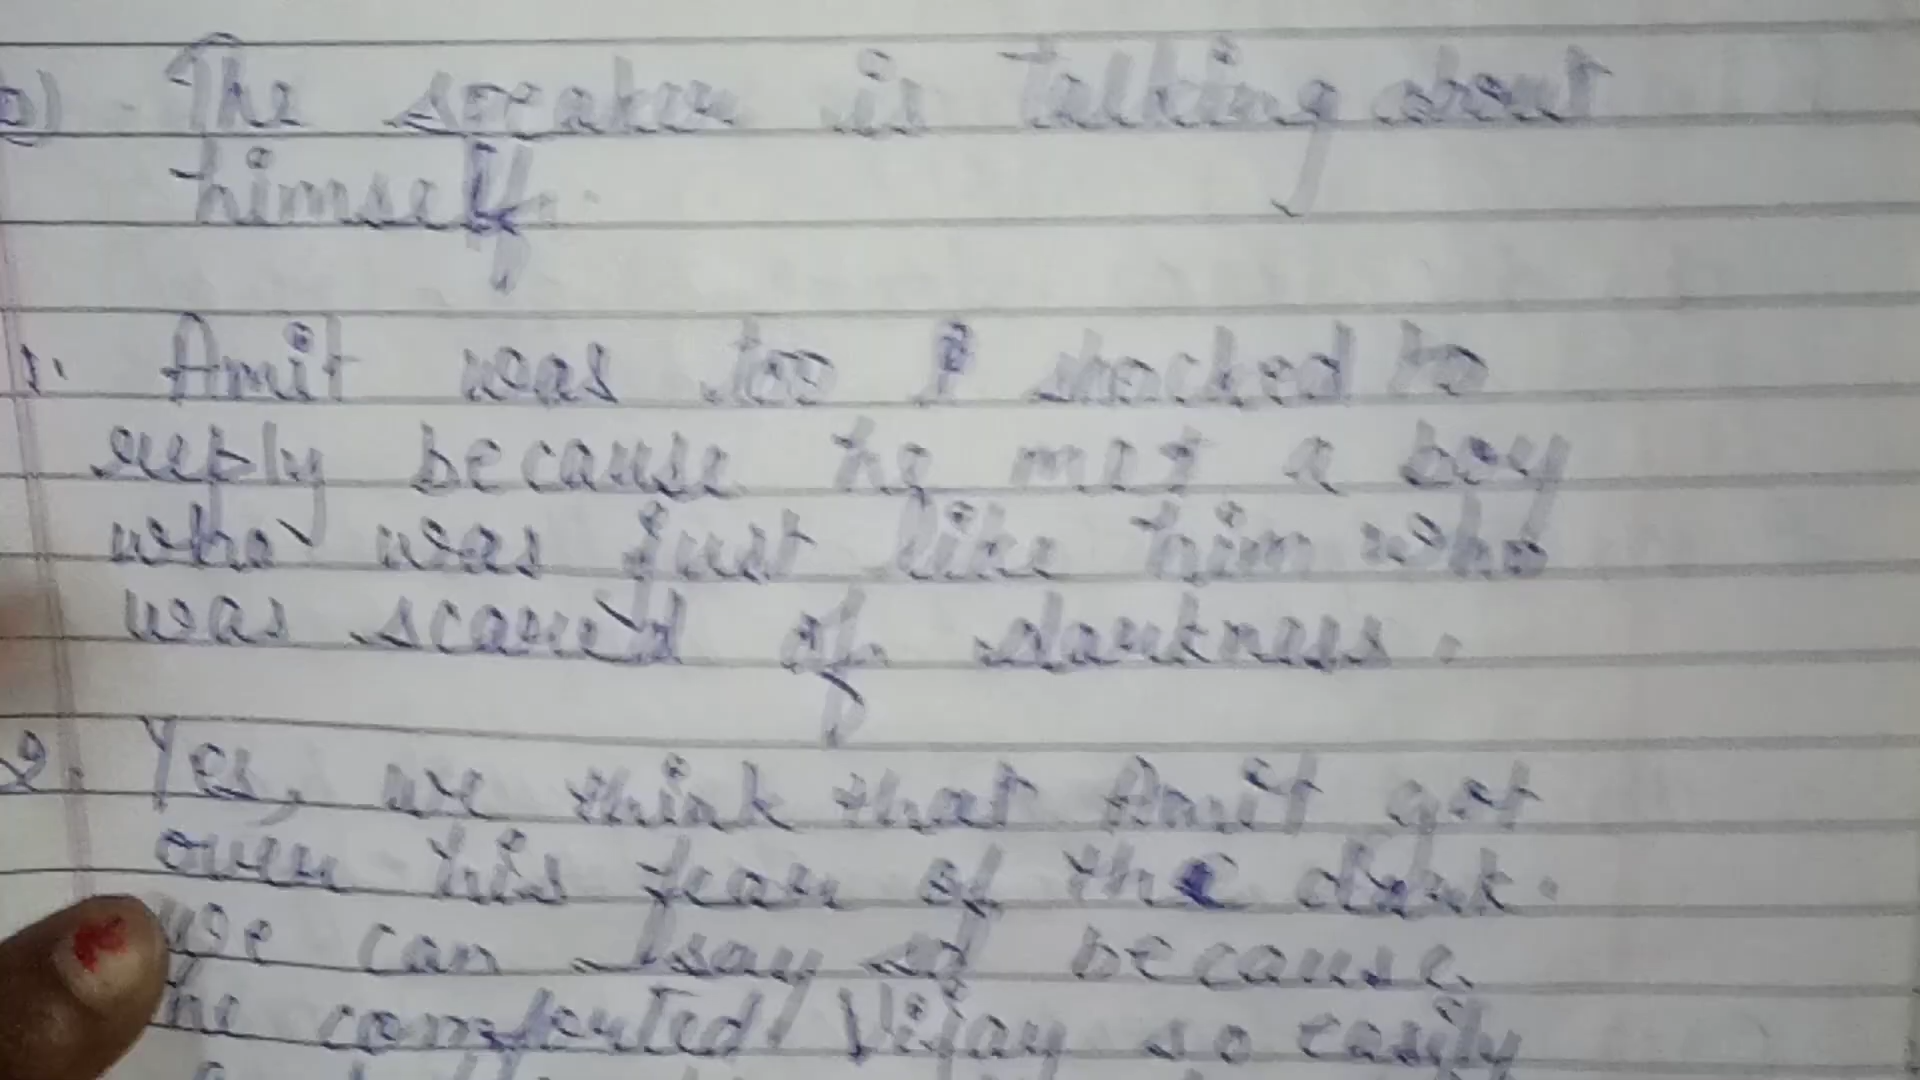 b) The speaker is talking about
himself.
1. Amit was too shocked to
reply because he met a boy
who was just like him who
was scared of darkness.
2. Yes, we think that Amit got
over his fear of the dark.
we can say so because
he comforted Vijay so easily